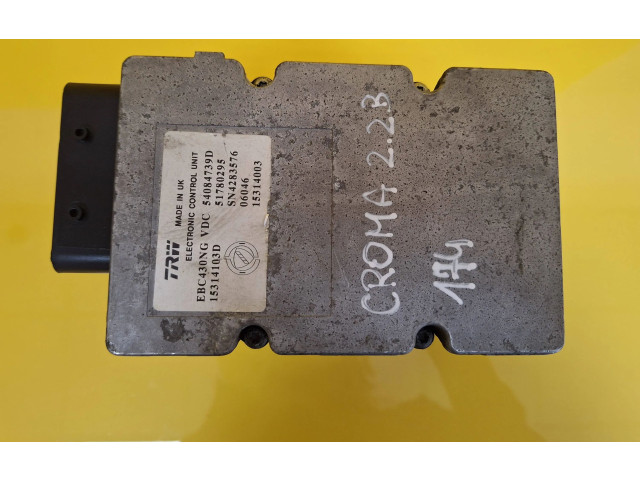 TRW
MADE IN UK
ELECTRONIC CONTROL UNIT
EBC430NG VDC 54084739D
15314103D 51780295
SN4283576
06046
15314003
CROMA 2.2B
174